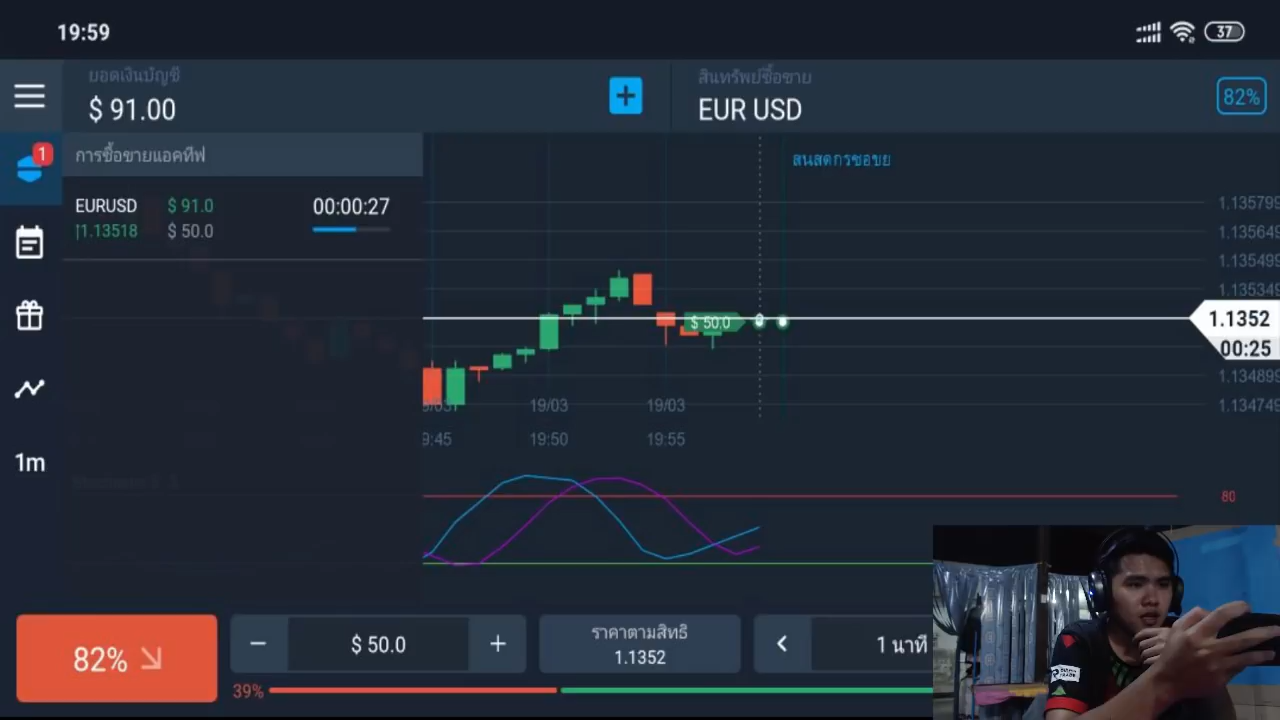 19:59
37
ยอดเงินบัญชี
$ 91.00
สินทรัพย์ซื้อขาย
EUR USD
82%
1
การซื้อขายแอคทีฟ
EURUSD $ 91.0 00:00:27
1.13518 $ 50.0
1.135799
1.135649
1.135499
1.135349
$ 50.0
1.1352
00:25
1.134899
1.134749
19/03 19/03
9:45 19:50 19:55
1m
80
82%
− $ 50.0 +
ราคาตามสิทธิ
1.1352
1 นาที
39%